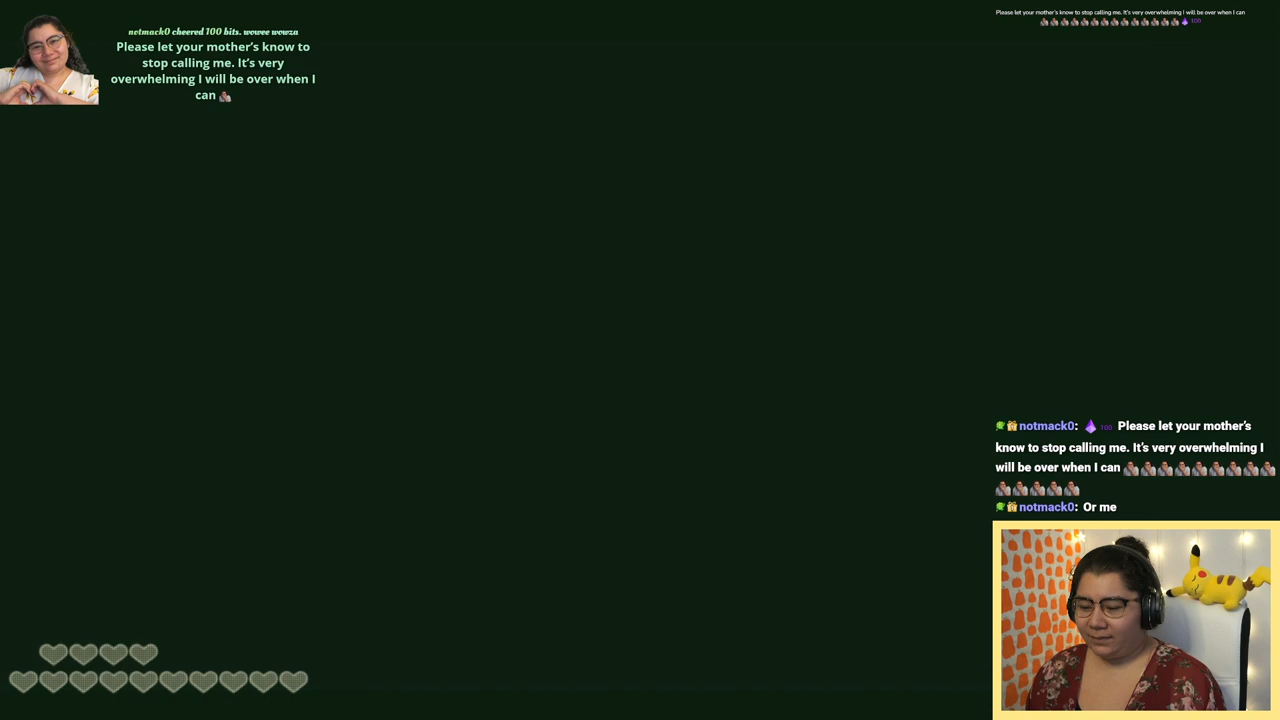 notmack0 cheered 100 bits. wowee wowza
Please let your mother's know to
stop calling me. It's very
overwhelming I will be over when I
can
Please let your mother's know to stop calling me. It's very overwhelming I will be over when I can
100
notmack0: 100 Please let your mother's
know to stop calling me. It's very overwhelming I
will be over when I can
notmack0: Or me